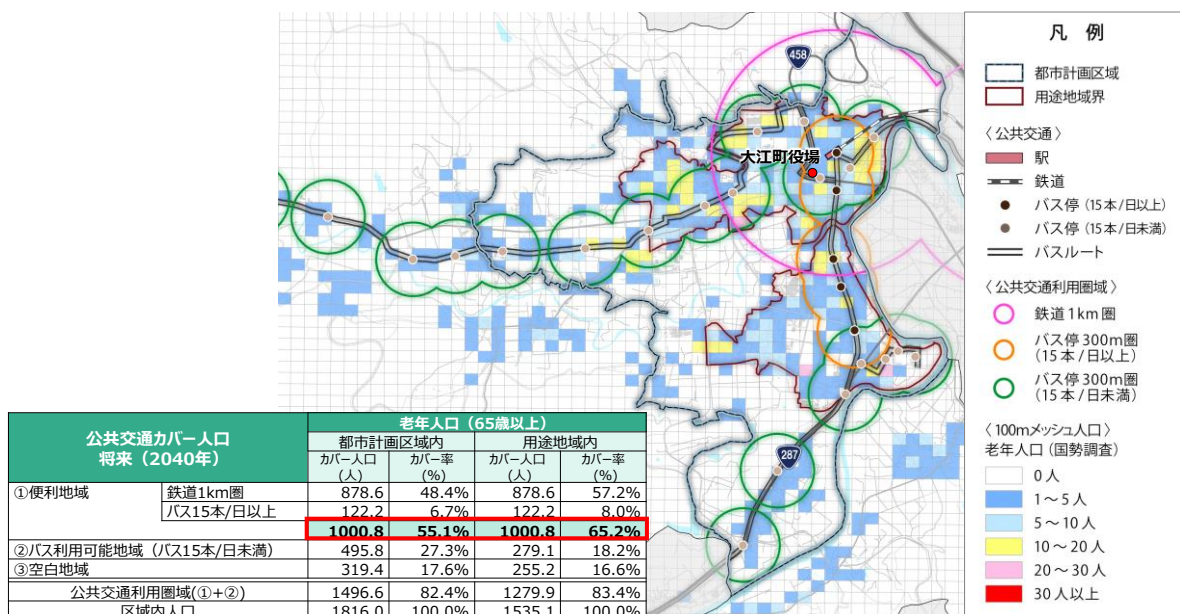 458
大江町役場
287
凡 例
都市計画区域
用途地域界
〈公共交通〉
駅
鉄道
バス停(15本/日以上)
バス停(15本/日未満)
バスルート
〈公共交通利用圏域〉
鉄道1km圏
バス停300m圏
(15本/日以上)
バス停300m圏
(15本/日未満)
〈100mメッシュ人口〉
老年人口(国勢調査)
0人
1~5人
5~10人
10~20人
20~30人
30人以上
公共交通カバー人口
将来(2040年)
老年人口(65歳以上)
都市計画区域内 用途地域内
カバー人口 カバー率 カバー人口 カバー率
(人) (%) (人) (%)
①便利地域 鉄道1km圏 878.6 48.4% 878.6 57.2%
バス15本/日以上 122.2 6.7% 122.2 8.0%
1000.8 55.1% 1000.8 65.2%
②バス利用可能地域(バス15本/日未満) 495.8 27.3% 279.1 18.2%
③空白地域 319.4 17.6% 255.2 16.6%
公共交通利用圏域(①+②) 1496.6 82.4% 1279.9 83.4%
区域内人口 1816.0 100.0% 1535.1 100.0%